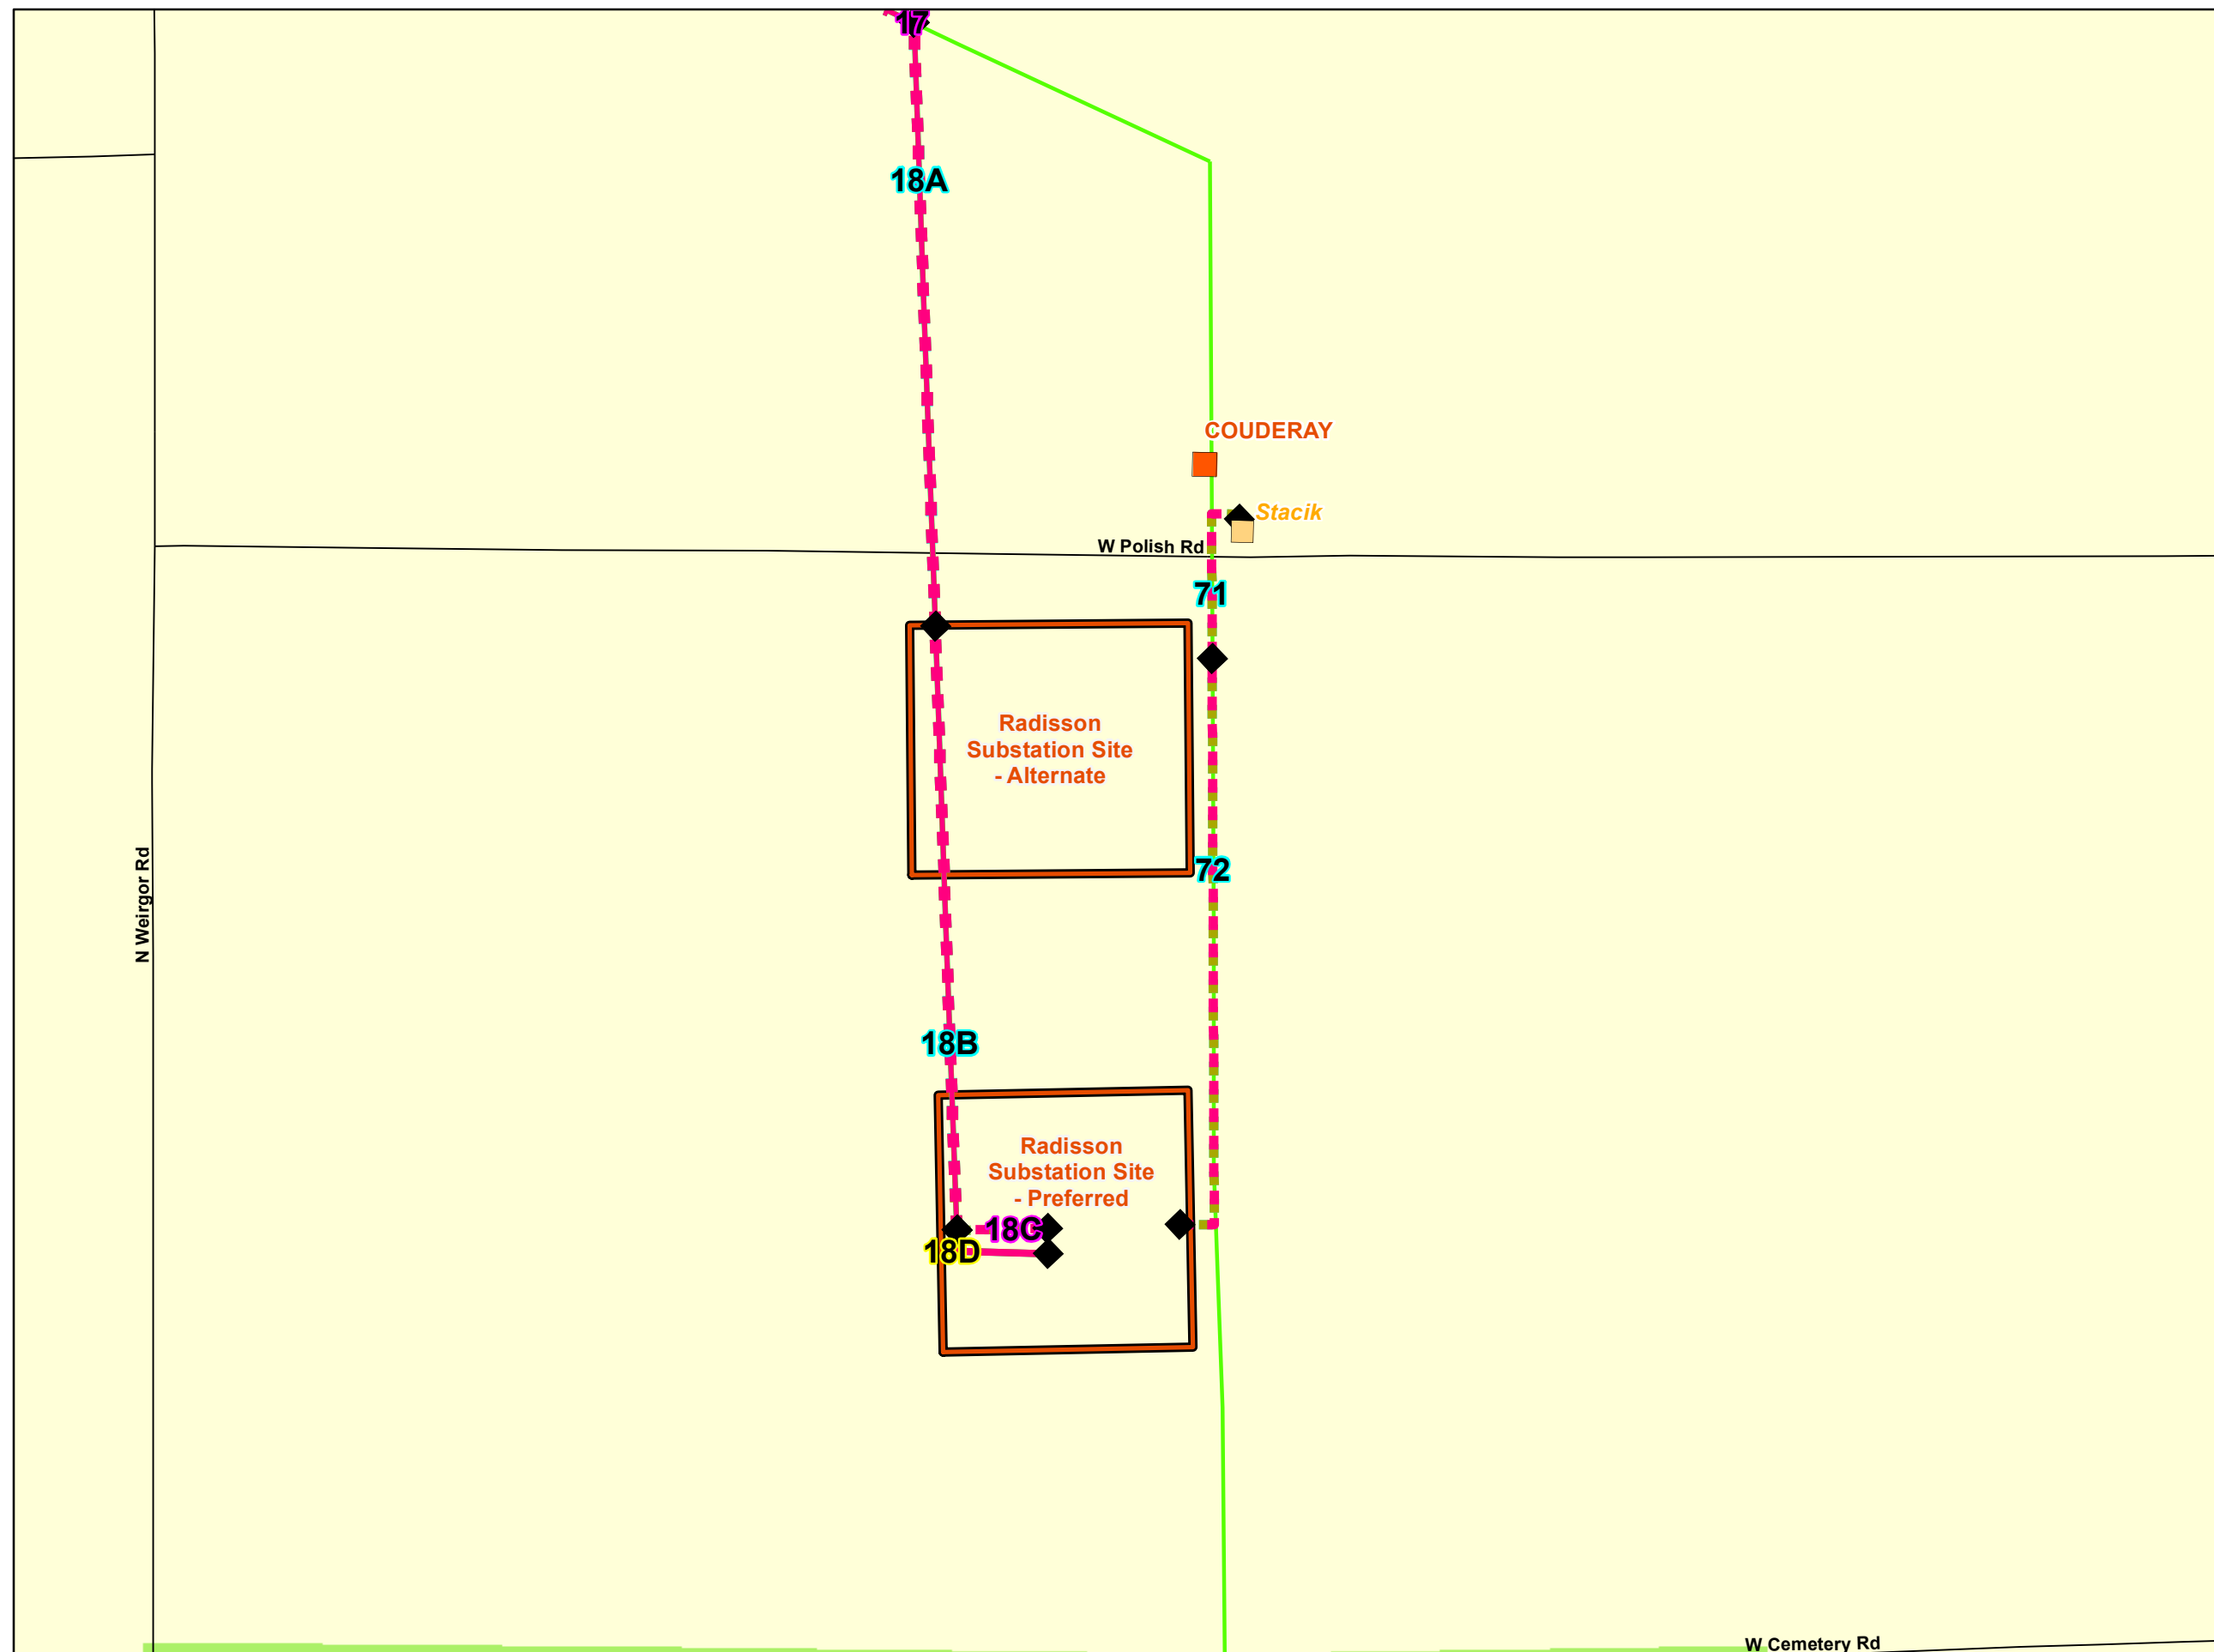 17
18A
COUDERAY
Stacik
W Polish Rd
71
Radisson
Substation Site
- Alternate
72
N Weirgor Rd
18B
Radisson
Substation Site
- Preferred
18C
18D
W Cemetery Rd